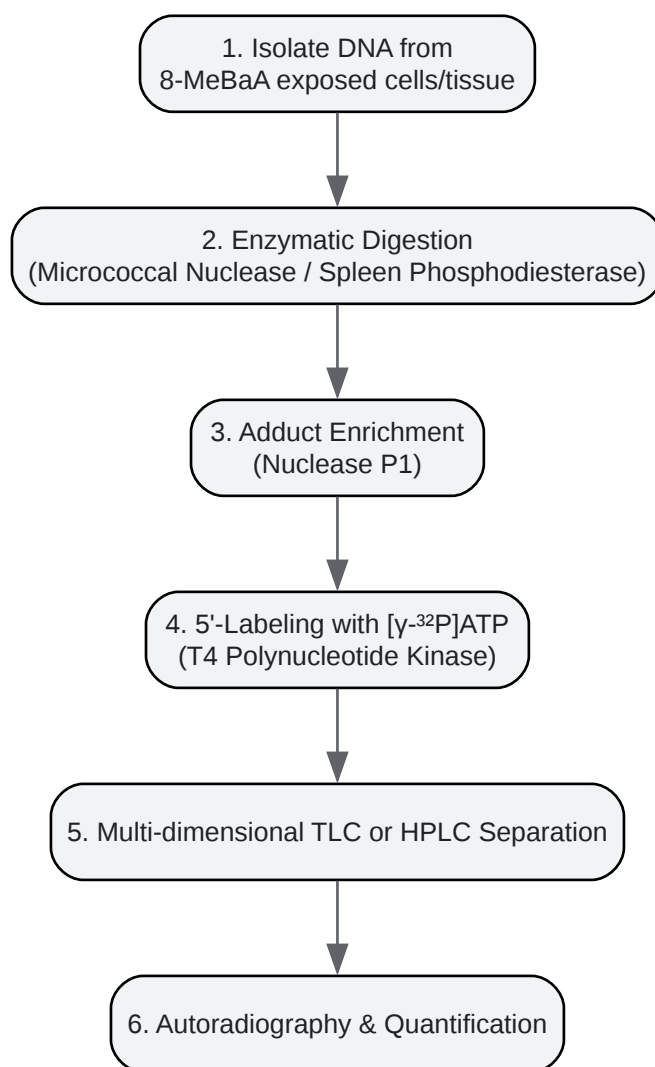 1. Isolate DNA from
8-MeBaA exposed cells/tissue
2. Enzymatic Digestion
(Micrococcal Nuclease / Spleen Phosphodiesterase)
3. Adduct Enrichment
(Nuclease P1)
4. 5'-Labeling with [γ-³²P]ATP
(T4 Polynucleotide Kinase)
5. Multi-dimensional TLC or HPLC Separation
6. Autoradiography & Quantification